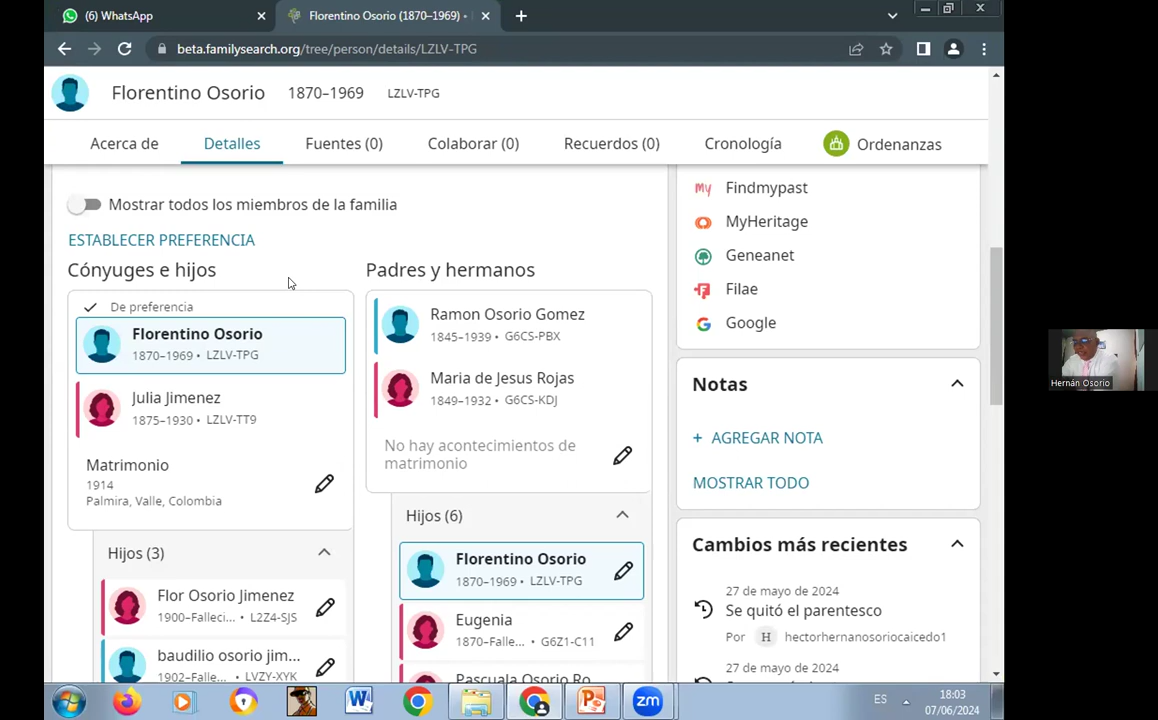 (6) WhatsApp
Florentino Osorio (1870–1969) •
beta.familysearch.org/tree/person/details/LZLV-TPG
Florentino Osorio 1870–1969 LZLV-TPG
Acerca de Detalles Fuentes (0) Colaborar (0) Recuerdos (0) Cronología Ordenanzas
Mostrar todos los miembros de la familia
ESTABLECER PREFERENCIA
Cónyuges e hijos
De preferencia
Florentino Osorio
1870–1969 • LZLV-TPG
Julia Jimenez
1875–1930 • LZLV-TT9
Matrimonio
1914
Palmira, Valle, Colombia
Hijos (3)
Flor Osorio Jimenez
1900–Falleci... • L2Z4-SJS
baudilio osorio jim...
1902–Falle... • LVZY-XYK
Padres y hermanos
Ramon Osorio Gomez
1845–1939 • G6CS-PBX
Maria de Jesus Rojas
1849–1932 • G6CS-KDJ
No hay acontecimientos de
matrimonio
Hijos (6)
Florentino Osorio
1870–1969 • LZLV-TPG
Eugenia
1870–Falle... • G6Z1-C11
Pascuala Osorio Ro...
my Findmypast
MyHeritage
Geneanet
Filae
Google
Notas
+ AGREGAR NOTA
MOSTRAR TODO
Cambios más recientes
27 de mayo de 2024
Se quitó el parentesco
Por H hectorhernanosoriocaicedo1
27 de mayo de 2024
Hernán Osorio
zm
ES
18:03
07/06/2024